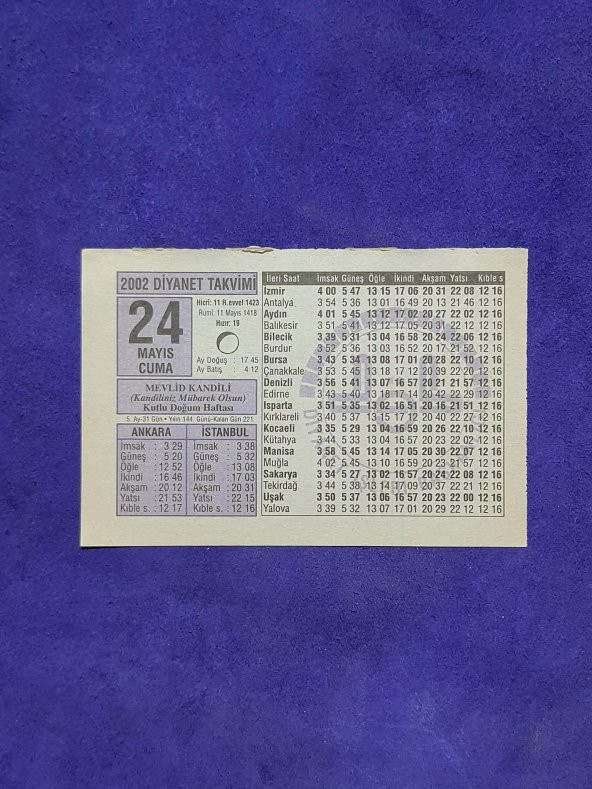 2002 DİYANET TAKVİMİ
24
MAYIS
CUMA
Hicrî: 11 R.evvel 1423
Rumi: 11 Mayıs 1418
Hızır: 19
Ay Doğuş : 17 45
Ay Batış 4 12
MEVLİD KANDİLİ
(Kandiliniz Mübarek Olsun)
Kutlu Doğum Haftası
5. Ay-31 Gün • Yılın 144. Günü-Kalan Gün 221
ANKARA
İmsak : 3 29
Güneş : 5 20
Öğle : 12 52
İkindi : 16 46
Akşam : 20 12
Yatsı : 21 53
Kıble s. : 12 17
İSTANBUL
İmsak : 3 38
Güneş : 5 32
Öğle : 13 08
İkindi : 17 03
Akşam : 20 31
Yatsı : 22 15
Kıble s. : 12 16
İleri Saat İmsak Güneş Öğle İkindi Akşam Yatsı Kıble s
İzmir 4 00 5 47 13 15 17 06 20 31 22 08 12 16
Antalya 3 54 5 36 13 01 16 49 20 13 21 46 12 16
Aydın 4 01 5 45 13 12 17 02 20 27 22 02 12 16
Balıkesir 3 51 5 41 13 12 17 05 20 31 22 12 16
Bilecik 3 39 5 31 13 04 16 58 20 24 22 06 12 16
Burdur 3 52 5 36 13 03 16 52 20 17 21 52 12 16
Bursa 3 43 5 34 13 08 17 01 20 28 22 10 12 16
Çanakkale 3 53 5 45 13 18 17 12 20 39 22 20 12 16
Denizli 3 56 5 41 13 07 16 57 20 21 21 57 12 16
Edirne 3 43 5 40 13 18 17 14 20 42 22 28 12 16
Isparta 3 51 5 35 13 02 16 51 20 16 21 51 12 16
Kırklareli 3 40 5 37 13 15 17 12 20 40 22 27 12 16
Kocaeli 3 35 5 29 13 04 16 59 20 26 22 10 12 16
Kütahya 3 44 5 33 13 04 16 57 20 23 22 02 12 16
Manisa 3 58 5 45 13 14 17 05 20 30 22 07 12 16
Muğla 4 02 5 45 13 10 16 59 20 23 21 57 12 16
Sakarya 3 34 5 27 13 02 16 57 20 24 22 08 12 16
Tekirdağ 3 44 5 38 13 14 17 09 20 37 22 21 12 16
Uşak 3 50 5 37 13 06 16 57 20 23 22 00 12 16
Yalova 3 39 5 32 13 07 17 01 20 29 22 12 12 16